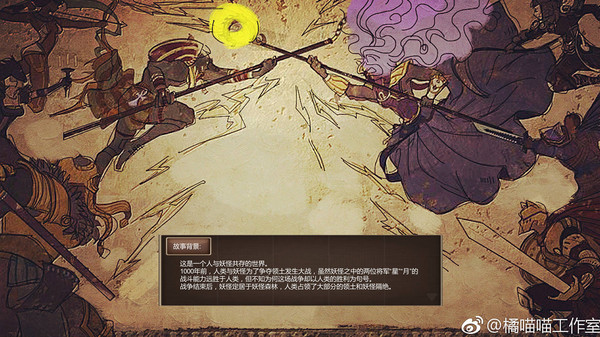 故事背景
这是一个人与妖怪共存的世界。
1000年前，人类与妖怪为了争夺领土发生大战，虽然妖怪之中的两位将军“星”“月”的
战斗能力远胜于人类，但不知为何这场战争却以人类的胜利为句号。
战争结束后，妖怪定居于妖怪森林，人类占领了大部分的领土和妖怪隔绝。
@橘喵喵工作室